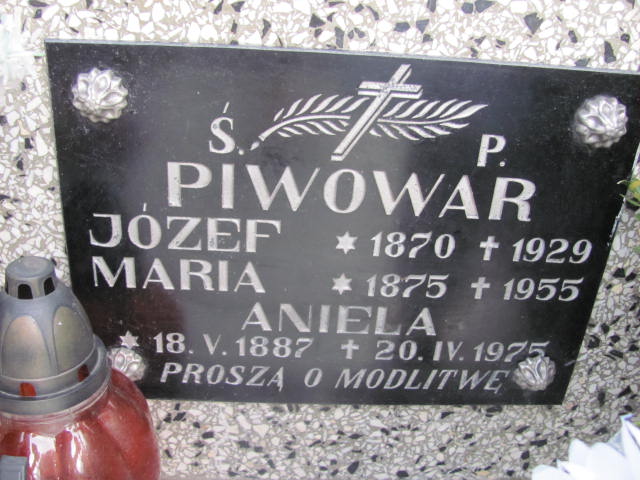 Ś. P.
PIWOWAR
JÓZEF * 1870 † 1929
MARIA * 1875 † 1955
ANIELA
* 18. V. 1887 † 20. IV. 1975
PROSZĄ O MODLITWĘ